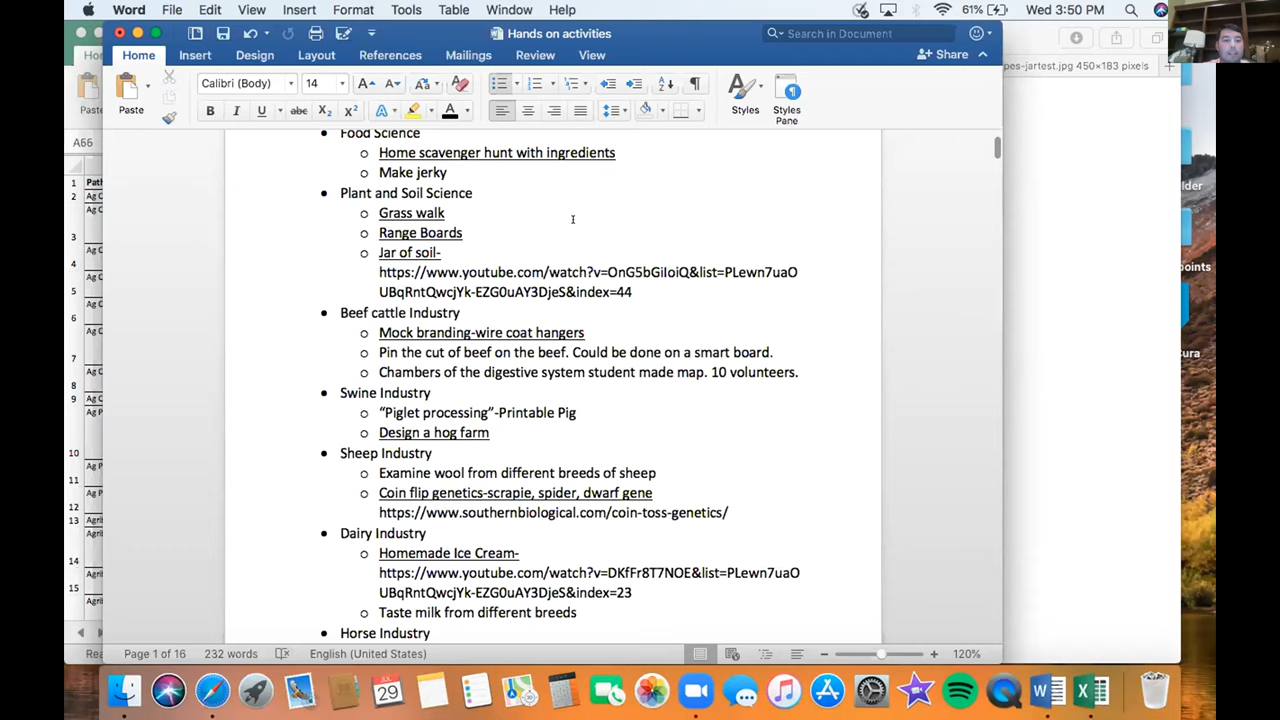 Word File Edit View Insert Format Tools Table Window Help 61% Wed 3:50 PM
Hands on activities
Search in Document
Home Insert Design Layout References Mailings Review View Share
pes-jartest.jpg 450×183 pixels
Paste Calibri (Body) 14 Styles Styles Pane
A66
Food Science
Home scavenger hunt with ingredients
Make jerky
Plant and Soil Science
Grass walk
Range Boards
Jar of soil-
https://www.youtube.com/watch?v=OnG5bGiIoiQ&list=PLewn7uaO
UBqRntQwcjYk-EZG0uAY3DjeS&index=44
Beef cattle Industry
Mock branding-wire coat hangers
Pin the cut of beef on the beef. Could be done on a smart board.
Chambers of the digestive system student made map. 10 volunteers.
Swine Industry
“Piglet processing”-Printable Pig
Design a hog farm
Sheep Industry
Examine wool from different breeds of sheep
Coin flip genetics-scrapie, spider, dwarf gene
https://www.southernbiological.com/coin-toss-genetics/
Dairy Industry
Homemade Ice Cream-
https://www.youtube.com/watch?v=DKfFr8T7NOE&list=PLewn7uaO
UBqRntQwcjYk-EZG0uAY3DjeS&index=23
Taste milk from different breeds
Horse Industry
Page 1 of 16 232 words English (United States) 120%